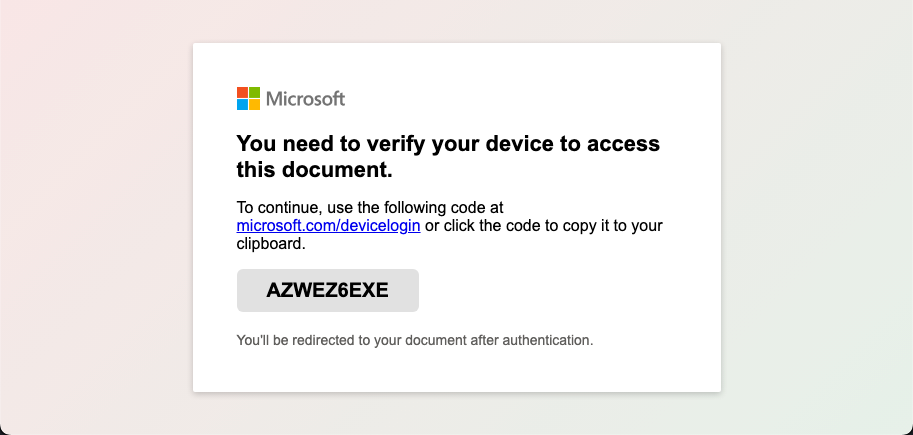 Microsoft
You need to verify your device to access
this document.
To continue, use the following code at
microsoft.com/devicelogin or click the code to copy it to your
clipboard.
AZWEZ6EXE
You'll be redirected to your document after authentication.